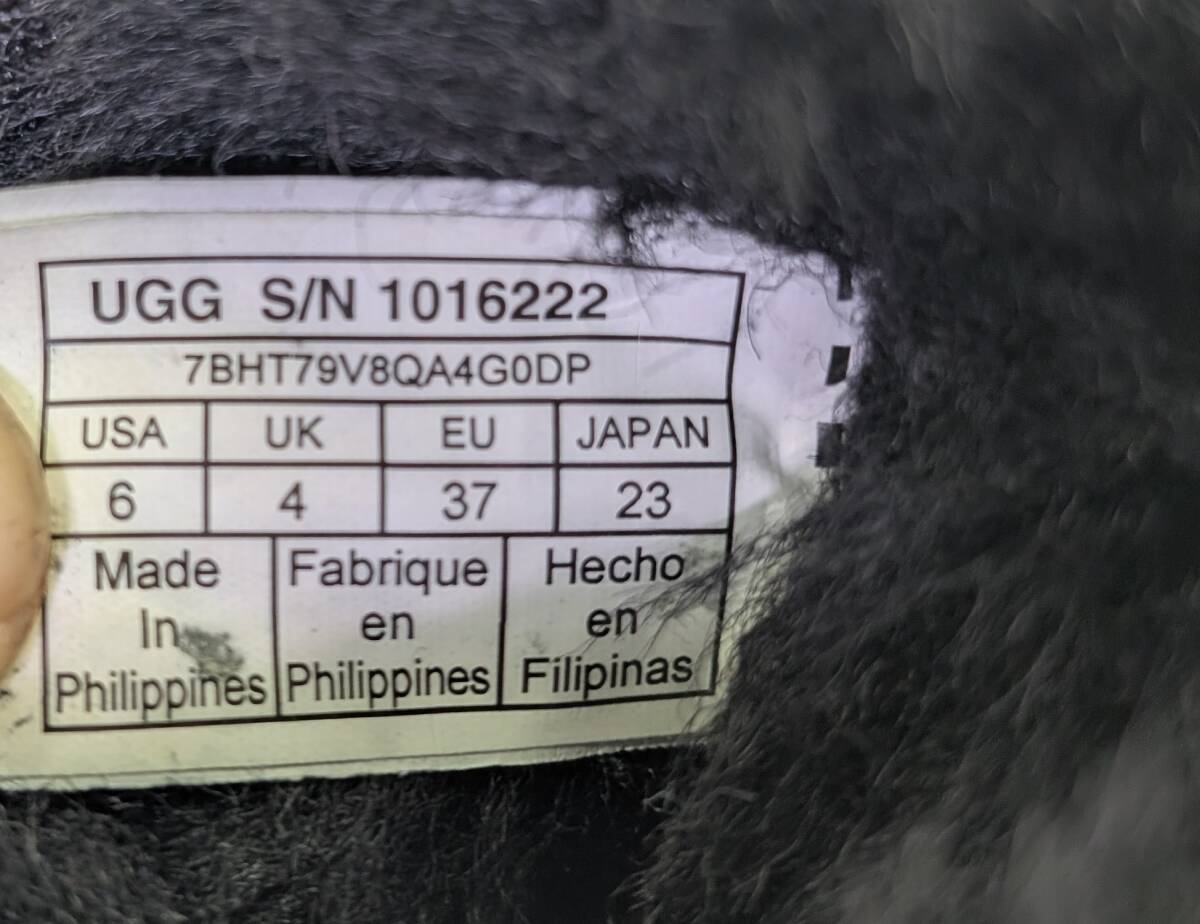 UGG S/N 1016222
7BHT79V8QA4G0DP
USA UK EU JAPAN
6 4 37 23
Made Fabrique Hecho
In en en
Philippines Philippines Filipinas